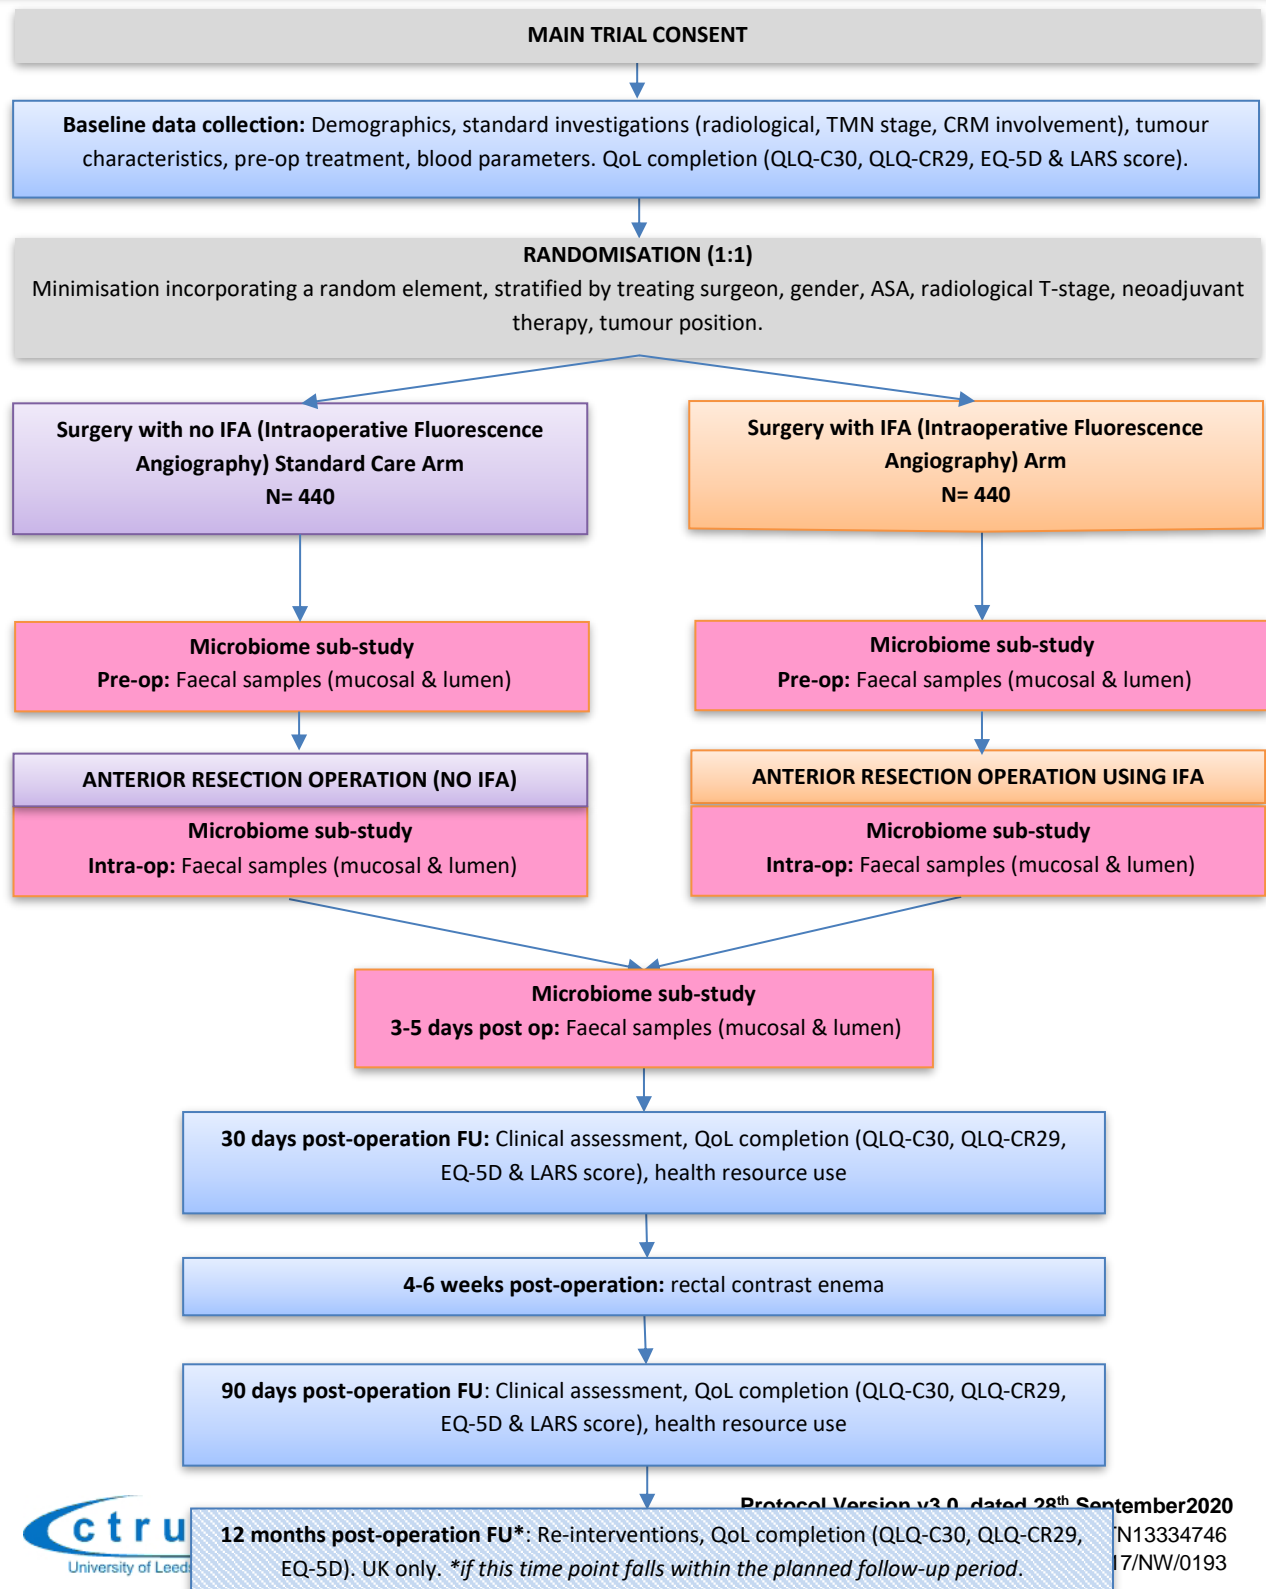 MAIN TRIAL CONSENT
Baseline data collection: Demographics, standard investigations (radiological, TMN stage, CRM involvement), tumour
characteristics, pre-op treatment, blood parameters. QoL completion (QLQ-C30, QLQ-CR29, EQ-5D & LARS score).
RANDOMISATION (1:1)
Minimisation incorporating a random element, stratified by treating surgeon, gender, ASA, radiological T-stage, neoadjuvant
therapy, tumour position.
Surgery with no IFA (Intraoperative Fluorescence
Angiography) Standard Care Arm
N= 440
Surgery with IFA (Intraoperative Fluorescence
Angiography) Arm
N= 440
Microbiome sub-study
Pre-op: Faecal samples (mucosal & lumen)
Microbiome sub-study
Pre-op: Faecal samples (mucosal & lumen)
ANTERIOR RESECTION OPERATION (NO IFA)
Microbiome sub-study
Intra-op: Faecal samples (mucosal & lumen)
ANTERIOR RESECTION OPERATION USING IFA
Microbiome sub-study
Intra-op: Faecal samples (mucosal & lumen)
Microbiome sub-study
3-5 days post op: Faecal samples (mucosal & lumen)
30 days post-operation FU: Clinical assessment, QoL completion (QLQ-C30, QLQ-CR29,
EQ-5D & LARS score), health resource use
4-6 weeks post-operation: rectal contrast enema
90 days post-operation FU: Clinical assessment, QoL completion (QLQ-C30, QLQ-CR29,
EQ-5D & LARS score), health resource use
12 months post-operation FU*: Re-interventions, QoL completion (QLQ-C30, QLQ-CR29,
EQ-5D). UK only. *if this time point falls within the planned follow-up period.
ctru
University of Leeds
Protocol Version v3.0, dated 28th September2020
TN13334746
17/NW/0193